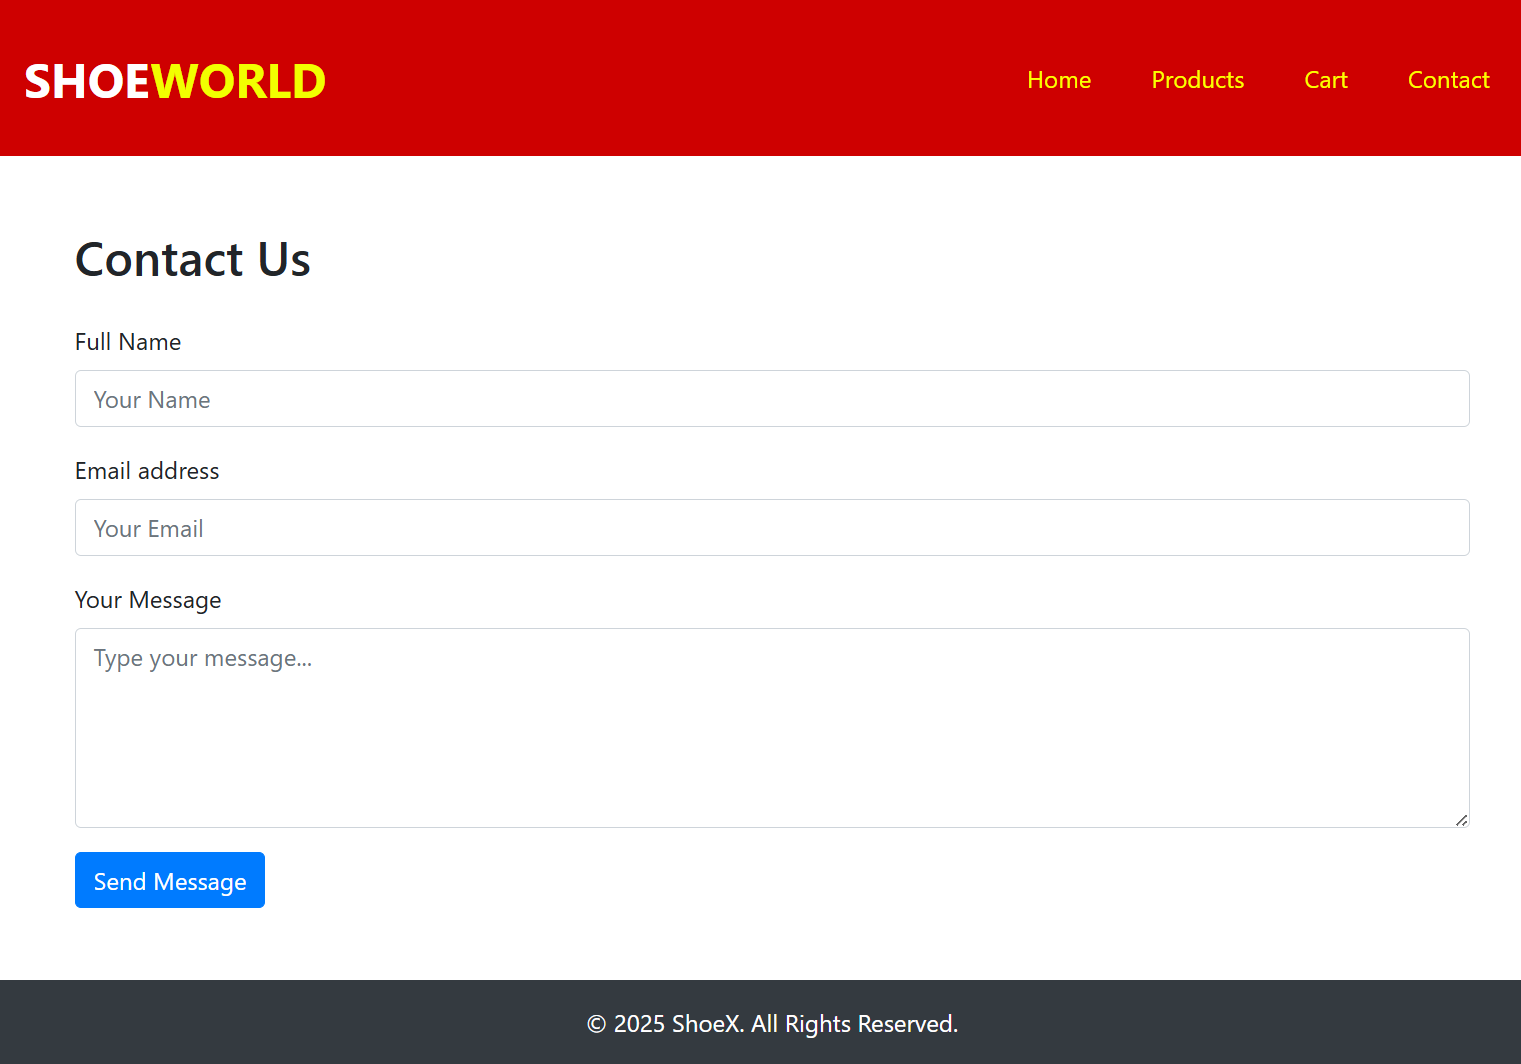 SHOEWORLD
Home Products Cart Contact
Contact Us
Full Name
Your Name
Email address
Your Email
Your Message
Type your message...
Send Message
© 2025 ShoeX. All Rights Reserved.